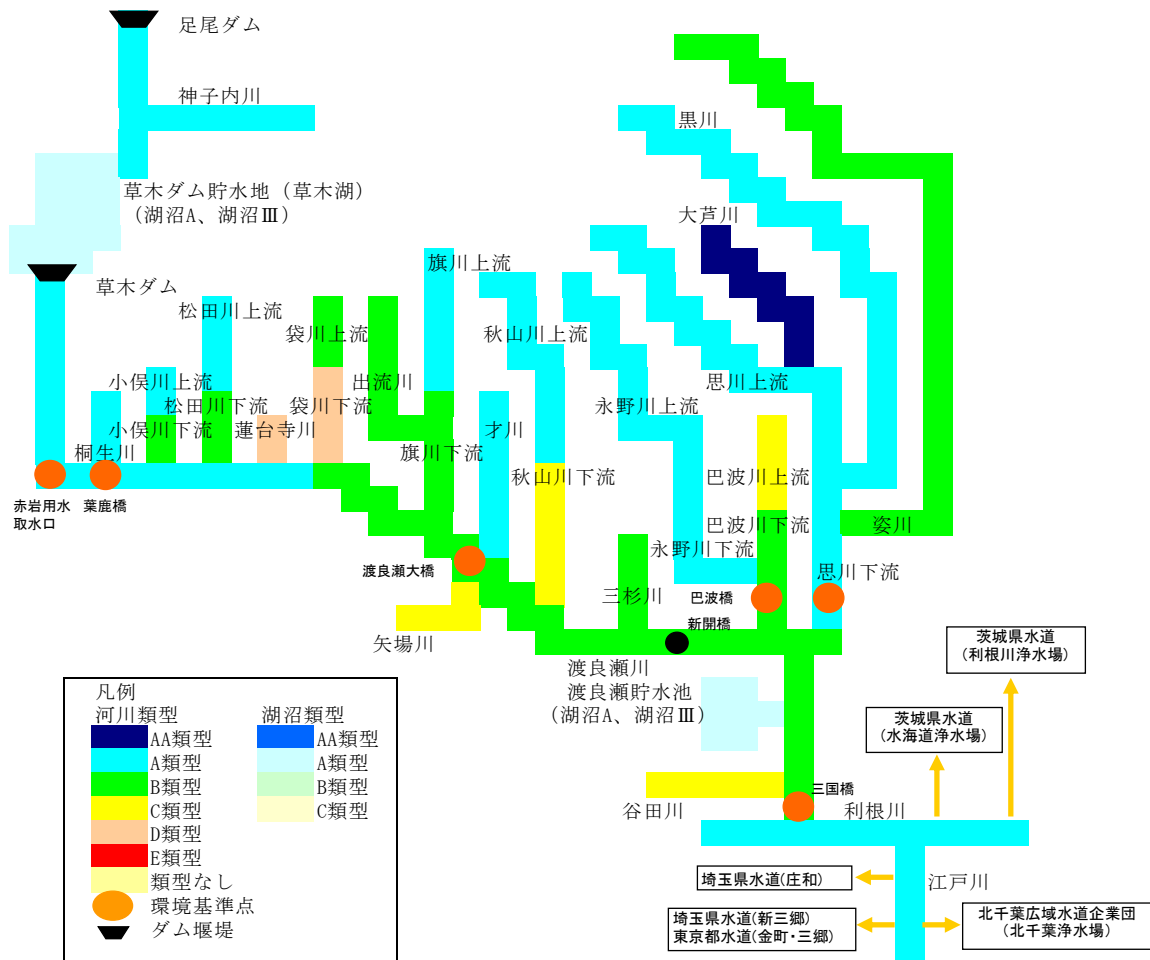 足尾ダム
神子内川
黒川
草木ダム貯水地（草木湖）
（湖沼A、湖沼Ⅲ）
大芦川
草木ダム
旗川上流
松田川上流
袋川上流
秋山川上流
小俣川上流
出流川
思川上流
松田川下流
袋川下流
永野川上流
小俣川下流
蓮台寺川
才川
桐生川
旗川下流
秋山川下流
巴波川上流
赤岩用水
取水口
葉鹿橋
巴波川下流
姿川
永野川下流
渡良瀬大橋
思川下流
三杉川
巴波橋
矢場川
新開橋
渡良瀬川
渡良瀬貯水池
（湖沼A、湖沼Ⅲ）
茨城県水道
(利根川浄水場)
茨城県水道
(水海道浄水場)
三国橋
谷田川
利根川
埼玉県水道(庄和)
江戸川
埼玉県水道(新三郷)
東京都水道(金町・三郷)
北千葉広域水道企業団
(北千葉浄水場)
凡例
河川類型
AA類型
A類型
B類型
C類型
D類型
E類型
類型なし
環境基準点
ダム堰堤
湖沼類型
AA類型
A類型
B類型
C類型